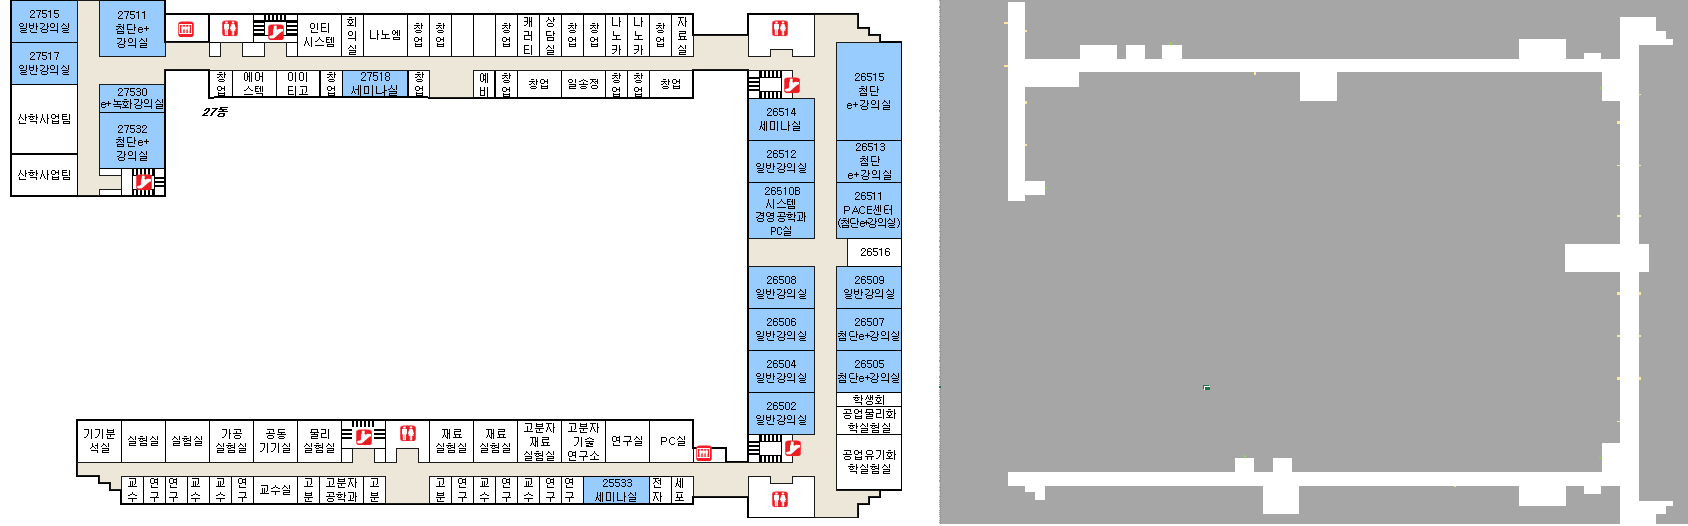 27515
일반강의실
27517
일반강의실
산학사업팀
산학사업팀
27511
첨단e+
강의실
27530
e+녹화강의실
27532
첨단e+
강의실
인티
시스템
회
의
실
나노엠
창
업
창
업
캐
러
티
상
담
실
창
업
창
업
나
노
카
나
노
카
창
업
자
료
실
창
업
에어
스텍
이이
티고
창
업
27518
세미나실
창
업
예
비
창
업
창업
일송정
창
업
창
업
창업
27동
26514
세미나실
26512
일반강의실
26510B
시스템
경영공학과
PC실
26508
일반강의실
26506
일반강의실
26504
일반강의실
26502
일반강의실
26515
첨단
e+강의실
26513
첨단
e+강의실
26511
PACE센터
(첨단e+강의실)
26516
26509
일반강의실
26507
첨단e+강의실
26505
첨단e+강의실
학생회
공업물리화
학실험실
공업유기화
학실험실
기기분
석실
실험실
실험실
가공
실험실
공동
기기실
물리
실험실
재료
실험실
재료
실험실
고분자
재료
실험실
고분자
기술
연구소
연구실
PC실
교
수
연
구
연
구
교
수
교
수
연
구
교수실
고
분
고분자
공학과
고
분
고
분
연
구
교
수
연
구
연
구
연
구
25533
세미나실
전
자
세
포